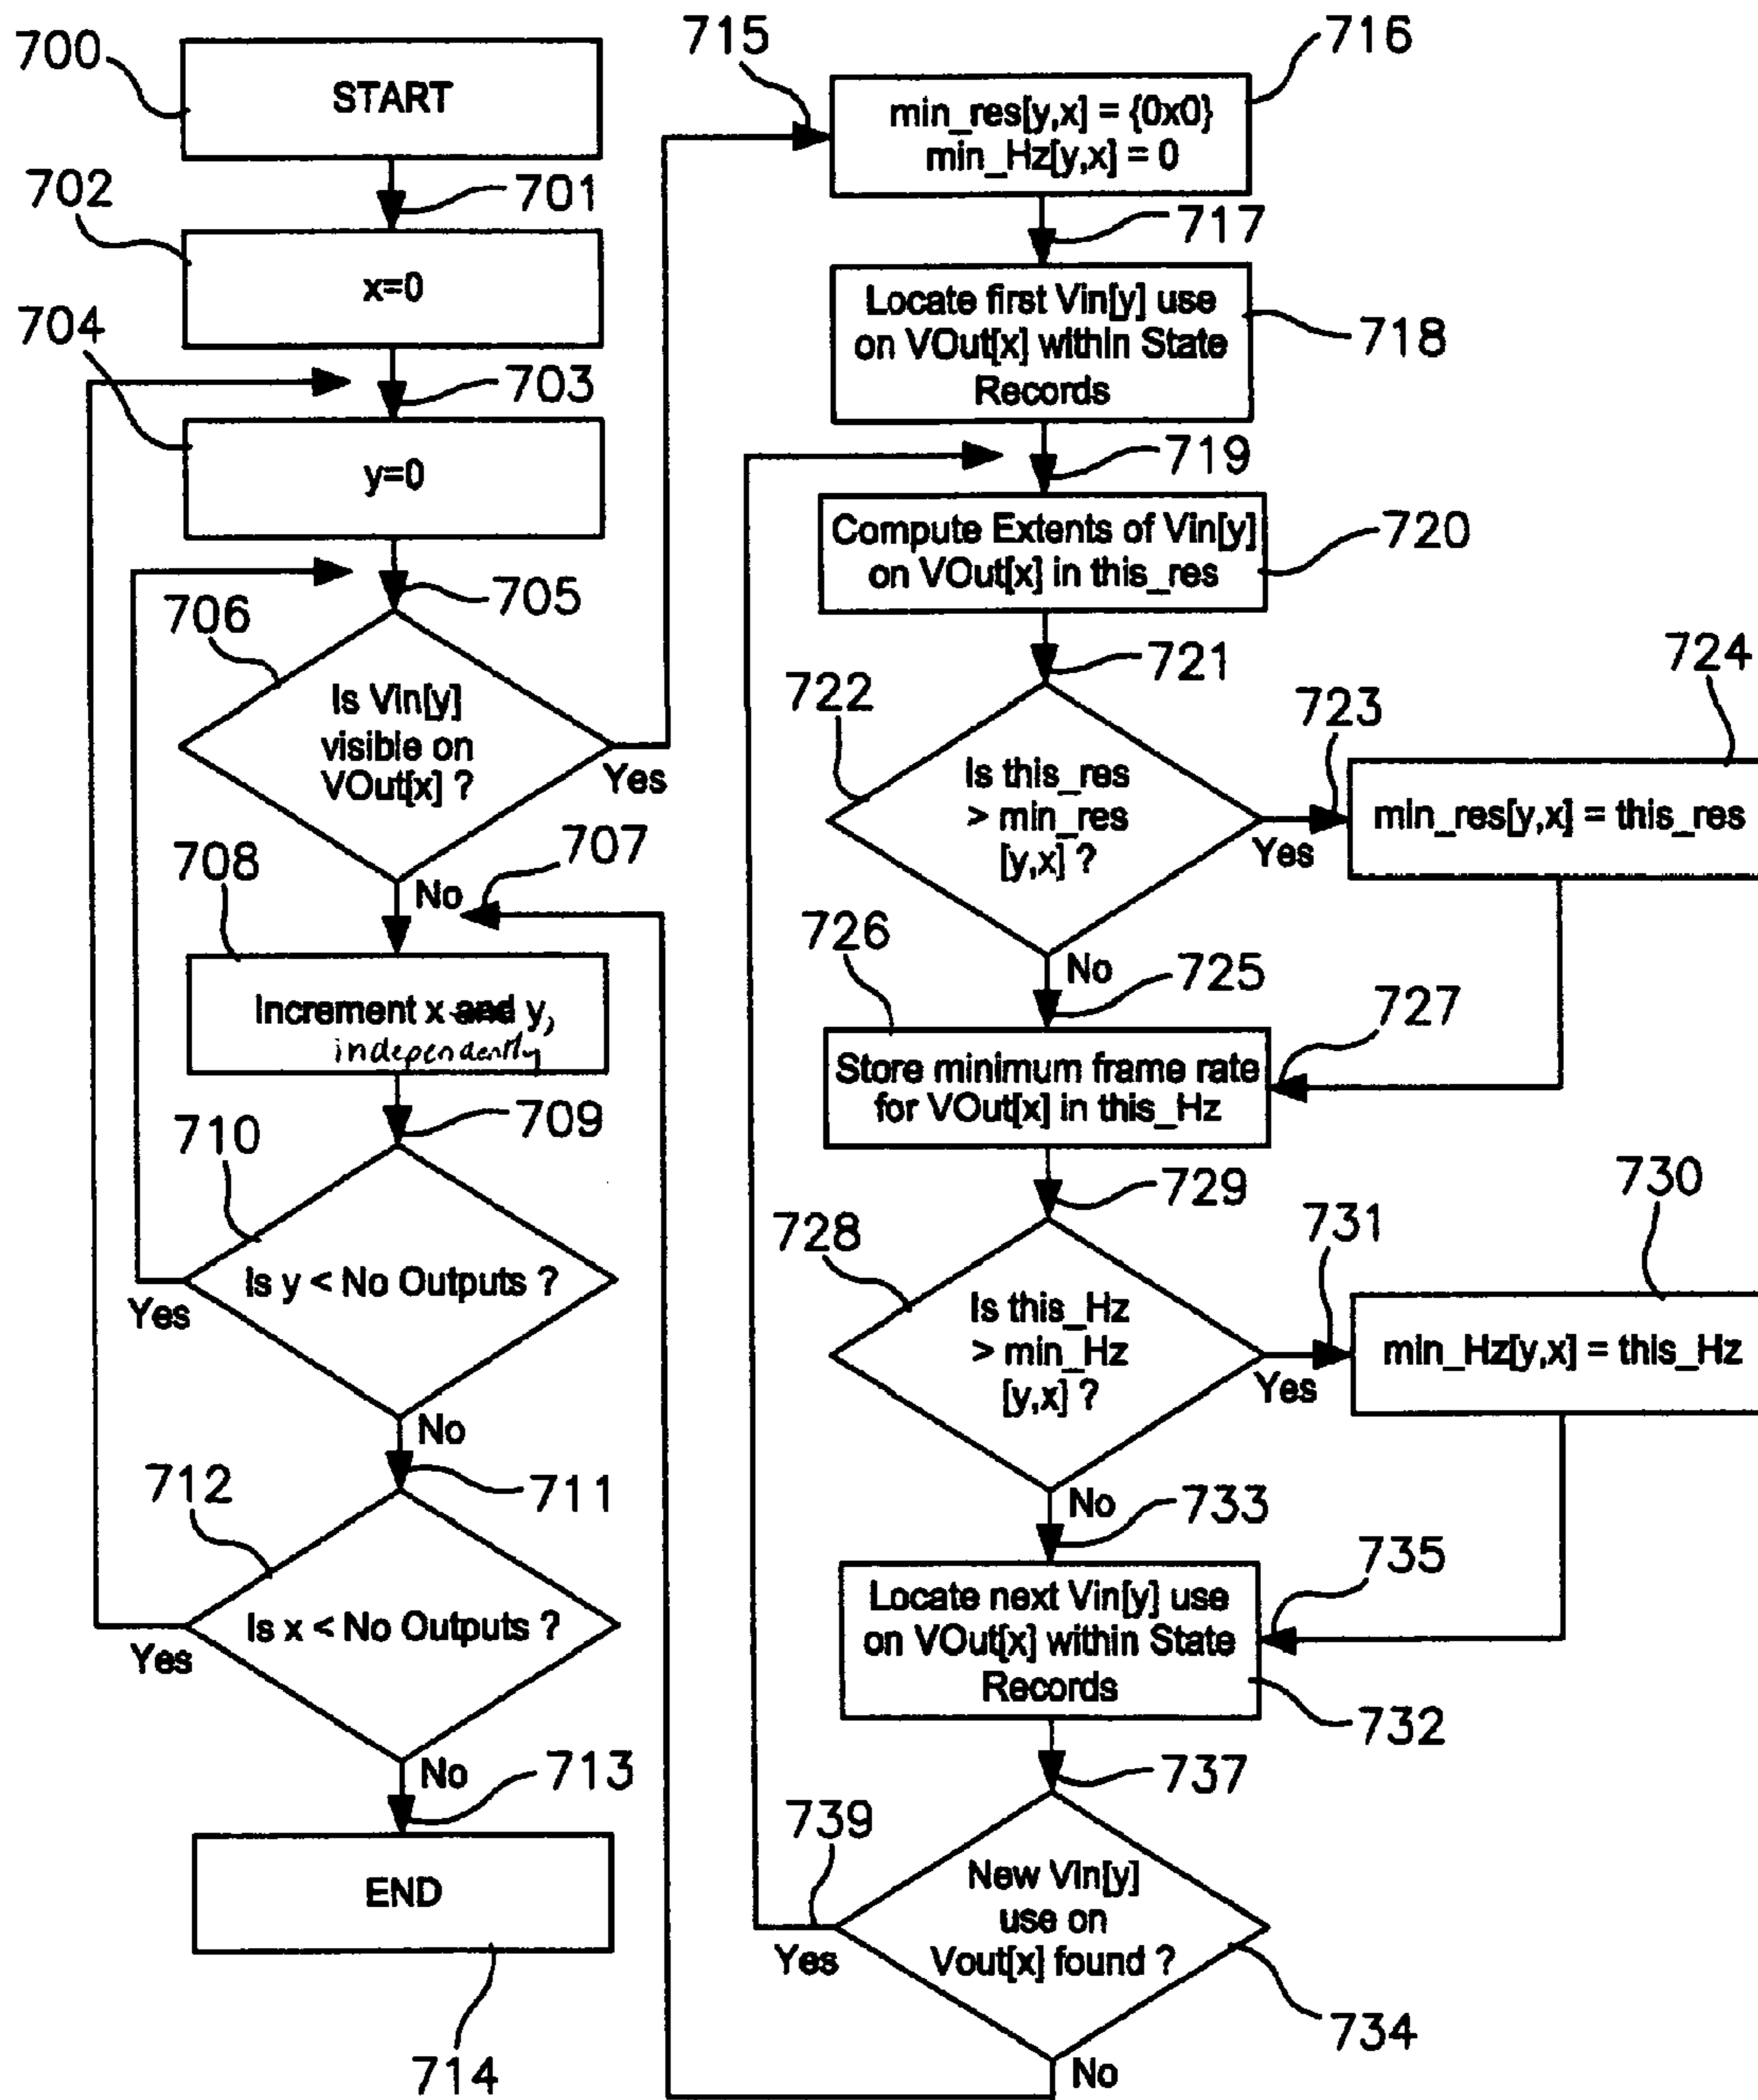 700
START
701
702
x=0
703
704
y=0
705
706
Is Vin[y]
visible on
VOut[x] ?
Yes
No
707
708
Increment x and y,
independently
709
710
Is y < No Outputs ?
Yes
No
711
712
Is x < No Outputs ?
Yes
No
713
END
714
715
716
min_res[y,x] = {0x0}
min_Hz[y,x] = 0
717
Locate first Vin[y] use
on VOut[x] within State
Records
718
719
Compute Extents of Vin[y]
on VOut[x] in this_res
720
721
722
Is this_res
> min_res
[y,x] ?
Yes
No
723
724
min_res[y,x] = this_res
725
726
Store minimum frame rate
for VOut[x] in this_Hz
727
729
728
Is this_Hz
> min_Hz
[y,x] ?
Yes
No
731
730
min_Hz[y,x] = this_Hz
733
735
Locate next Vin[y] use
on VOut[x] within State
Records
732
737
739
New Vin[y]
use on
Vout[x] found ?
Yes
No
734